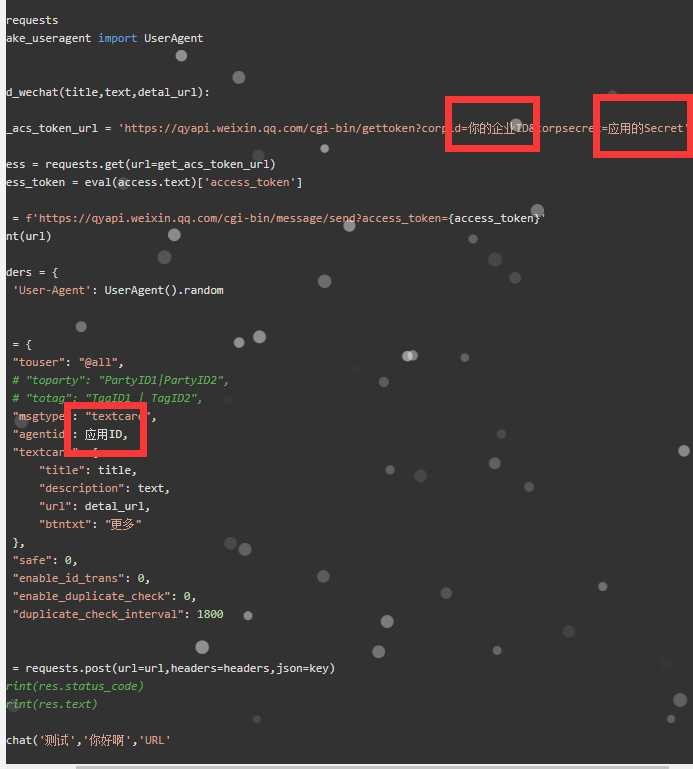 requests
ake_useragent import UserAgent
d_wechat(title,text,detal_url):
_acs_token_url = 'https://qyapi.weixin.qq.com/cgi-bin/gettoken?corpid=你的企业ID&corpsecret=应用的Secret'
ess = requests.get(url=get_acs_token_url)
ess_token = eval(access.text)['access_token']
= f'https://qyapi.weixin.qq.com/cgi-bin/message/send?access_token={access_token}'
nt(url)
ders = {
'User-Agent': UserAgent().random
= {
"touser": "@all",
# "toparty": "PartyID1|PartyID2",
# "totag": "TagID1 | TagID2",
"msgtype": "textcard",
"agentid": 应用ID,
"textcard": {
"title": title,
"description": text,
"url": detal_url,
"btntxt": "更多"
},
"safe": 0,
"enable_id_trans": 0,
"enable_duplicate_check": 0,
"duplicate_check_interval": 1800
= requests.post(url=url,headers=headers,json=key)
rint(res.status_code)
rint(res.text)
chat('测试','你好啊','URL'